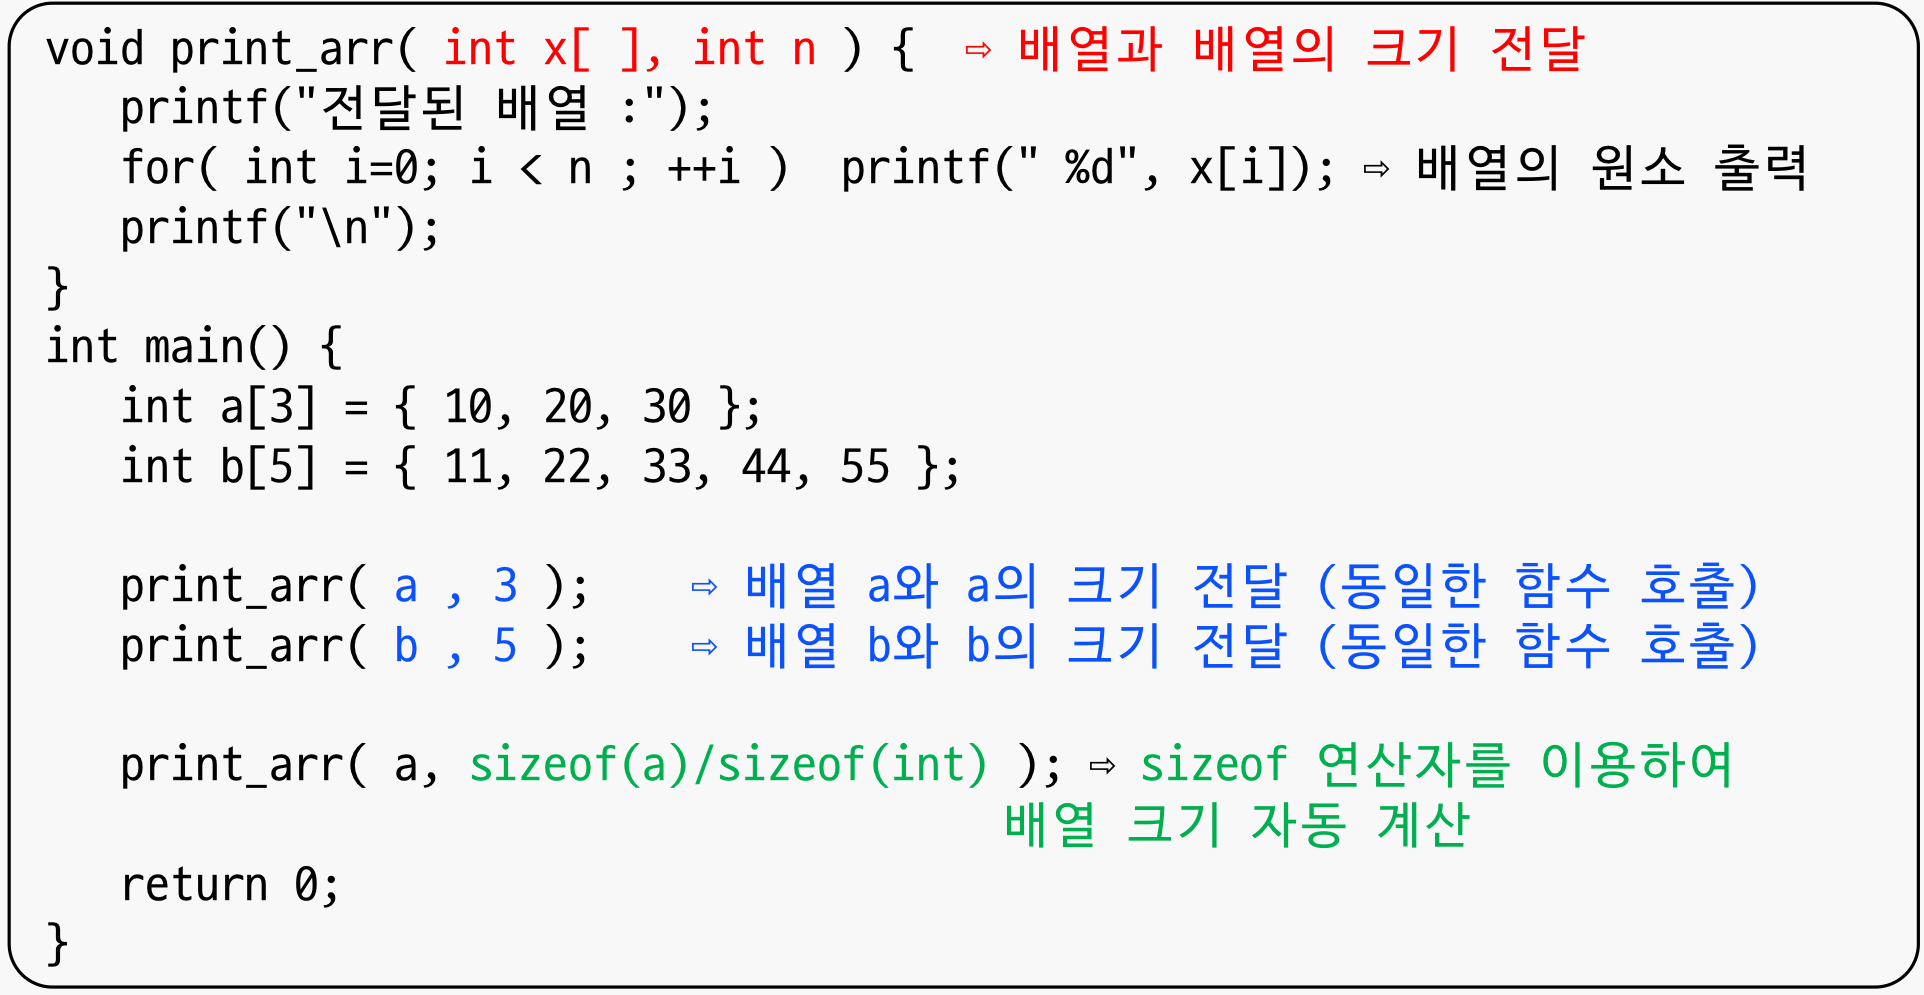 void print_arr( int x[ ], int n ) {  ⇨ 배열과 배열의 크기 전달
   printf("전달된 배열 :");
   for( int i=0; i < n ; ++i )  printf(" %d", x[i]); ⇨ 배열의 원소 출력
   printf("\n");
}
int main() {
   int a[3] = { 10, 20, 30 };
   int b[5] = { 11, 22, 33, 44, 55 };
   print_arr( a , 3 );    ⇨ 배열 a와 a의 크기 전달 (동일한 함수 호출)
   print_arr( b , 5 );    ⇨ 배열 b와 b의 크기 전달 (동일한 함수 호출)
   print_arr( a, sizeof(a)/sizeof(int) ); ⇨ sizeof 연산자를 이용하여
배열 크기 자동 계산
   return 0;
}